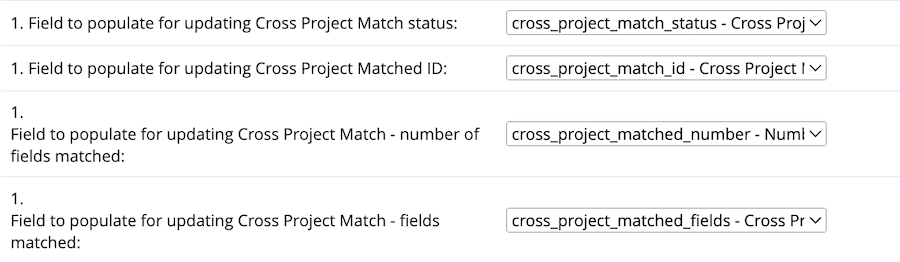 1. Field to populate for updating Cross Project Match status: cross_project_match_status - Cross Proj
1. Field to populate for updating Cross Project Matched ID: cross_project_match_id - Cross Project
1.
Field to populate for updating Cross Project Match - number of cross_project_matched_number - Numl
fields matched:
1.
Field to populate for updating Cross Project Match - fields cross_project_matched_fields - Cross Pr
matched: